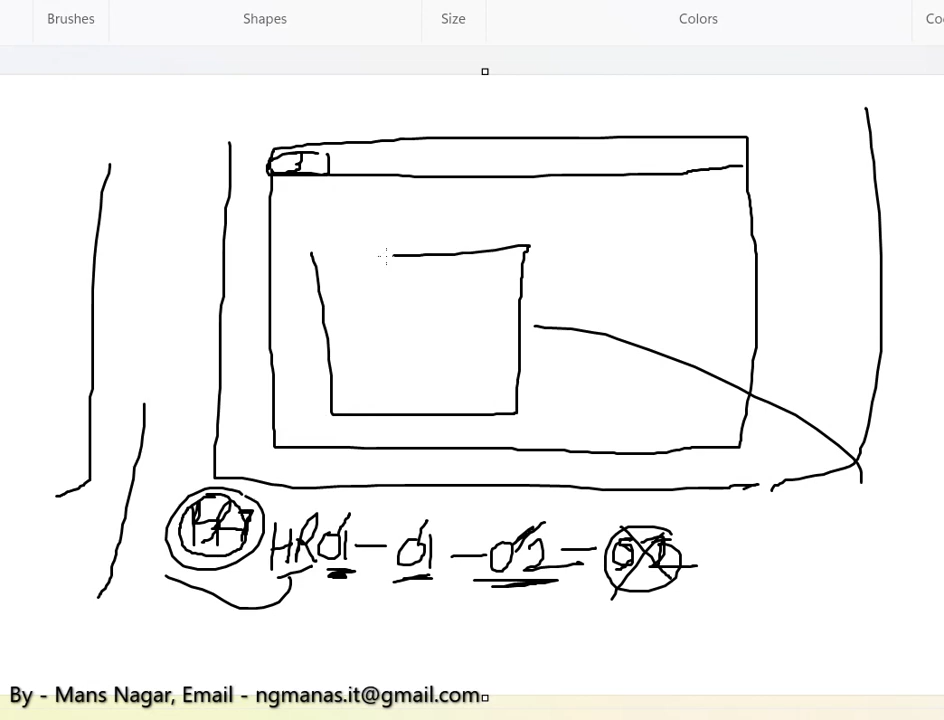 Brushes Shapes Size Colors
HR01 - 01 - 02 -
By - Mans Nagar, Email - ngmanas.it@gmail.com